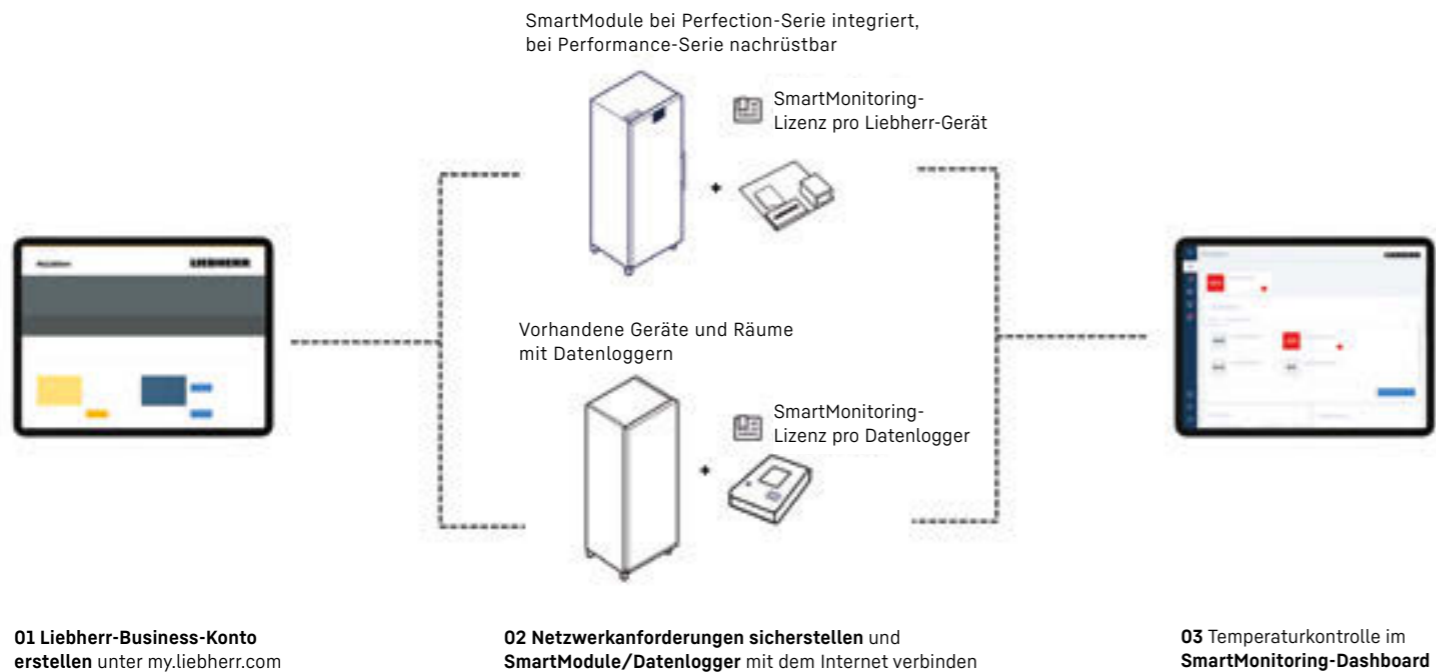 SmartModule bei Perfection-Serie integriert,
bei Performance-Serie nachrüstbar
SmartMonitoring-
Lizenz pro Liebherr-Gerät
+
LIEBHERR
Vorhandene Geräte und Räume
mit Datenloggern
SmartMonitoring-
Lizenz pro Datenlogger
+
01 Liebherr-Business-Konto
erstellen unter my.liebherr.com
02 Netzwerkanforderungen sicherstellen und
SmartModule/Datenlogger mit dem Internet verbinden
03 Temperaturkontrolle im
SmartMonitoring-Dashboard